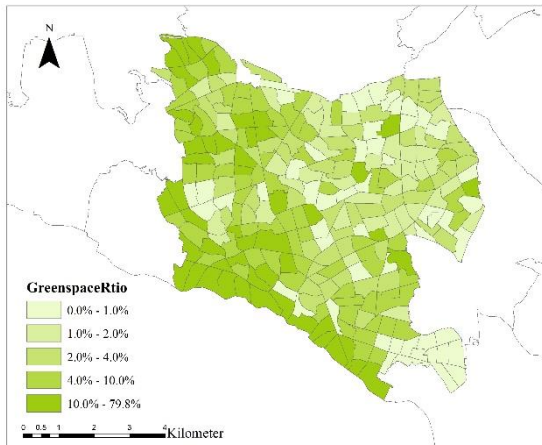 N
GreenspaceRtio
0.0% - 1.0%
1.0% - 2.0%
2.0% - 4.0%
4.0% - 10.0%
10.0% - 79.8%
0 0.5 1 2 3 4
Kilometer